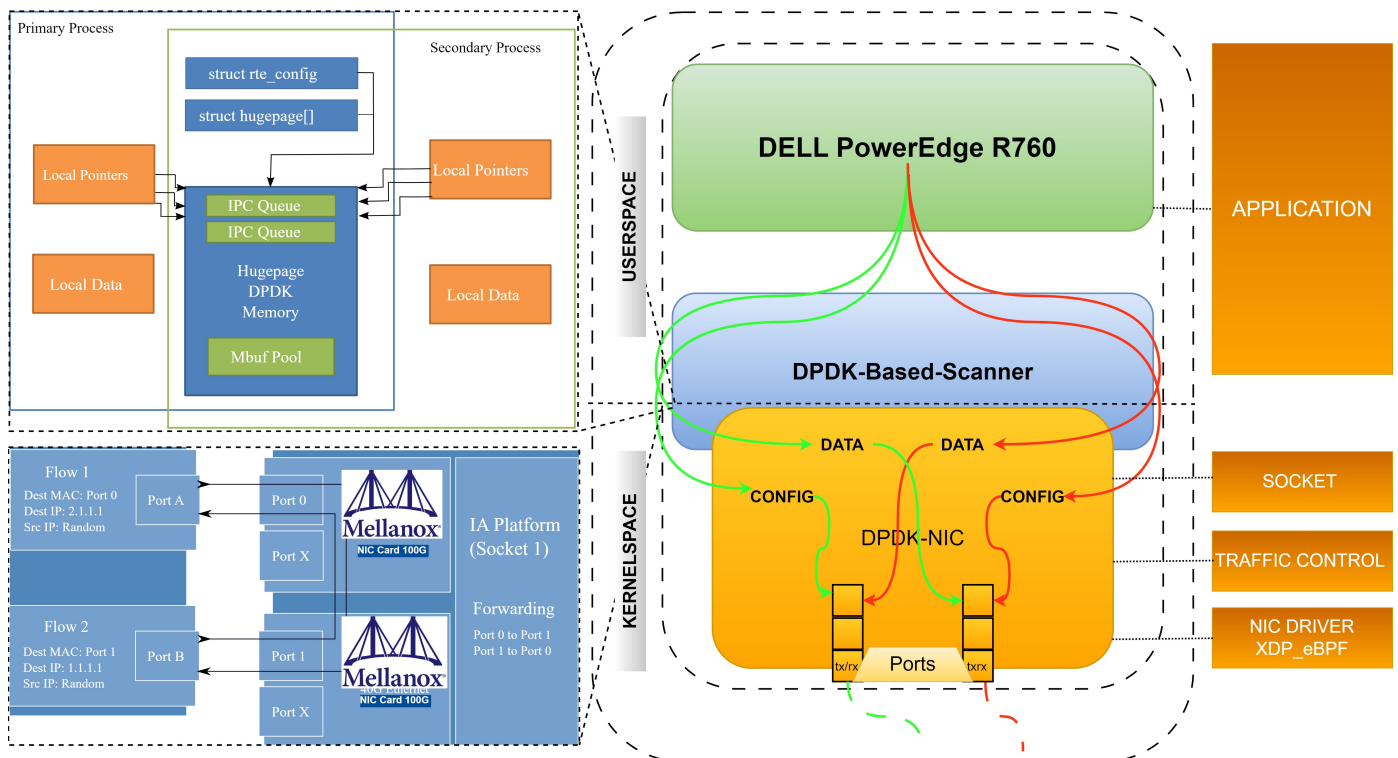 Primary Process
Secondary Process
struct rte_config
struct hugepage[]
Local Pointers
Local Pointers
IPC Queue
IPC Queue
Hugepage
DPDK
Memory
Local Data
Local Data
Mbuf Pool
Flow 1
Dest MAC: Port 0
Dest IP: 2.1.1.1
Src IP: Random
Port A
Port 0
Port X
Mellanox
NIC Card 100G
IA Platform
(Socket 1)
Forwarding
Port 0 to Port 1
Port 1 to Port 0
Flow 2
Dest MAC: Port 1
Dest IP: 1.1.1.1
Src IP: Random
Port B
Port 1
Port X
Mellanox
40G Ethernet
NIC Card 100G
USERSPACE
KERNELSPACE
DELL PowerEdge R760
DPDK-Based-Scanner
DATA
DATA
CONFIG
CONFIG
DPDK-NIC
tx/rx
Ports
txrx
APPLICATION
SOCKET
TRAFFIC CONTROL
NIC DRIVER
XDP_eBPF